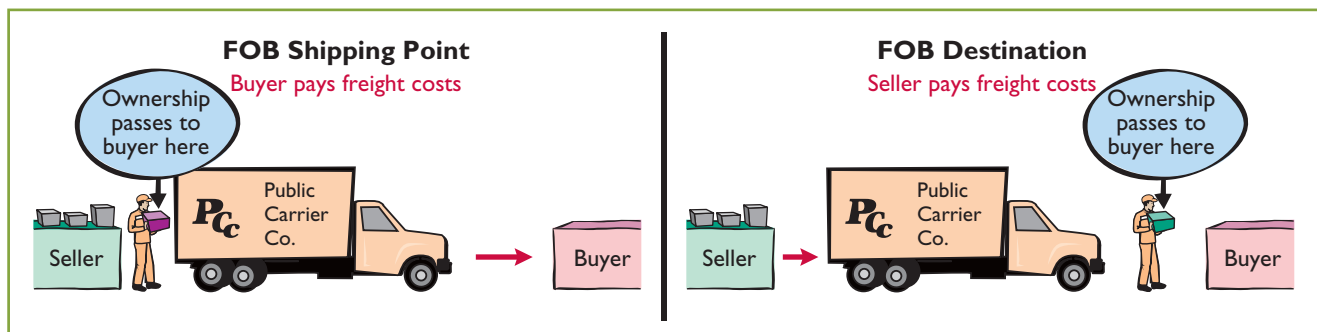 FOB Shipping Point
Buyer pays freight costs
Ownership
passes to
buyer here
PCc
Public
Carrier
Co.
Seller
Buyer
FOB Destination
Seller pays freight costs
Ownership
passes to
buyer here
PCc
Public
Carrier
Co.
Seller
Buyer